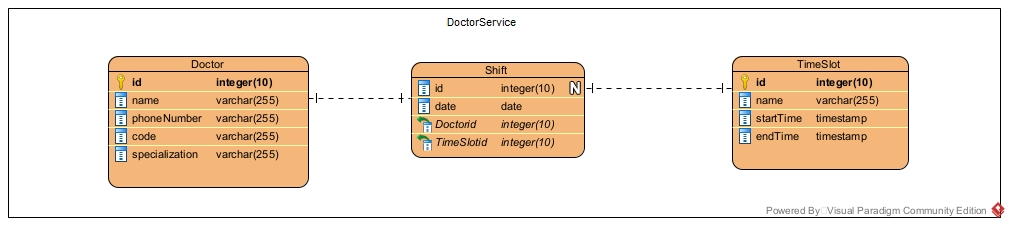 DoctorService
Doctor
id integer(10)
name varchar(255)
phoneNumber varchar(255)
code varchar(255)
specialization varchar(255)
Shift
id integer(10) N
date date
Doctorid integer(10)
TimeSlotid integer(10)
TimeSlot
id integer(10)
name varchar(255)
startTime timestamp
endTime timestamp
Powered By Visual Paradigm Community Edition